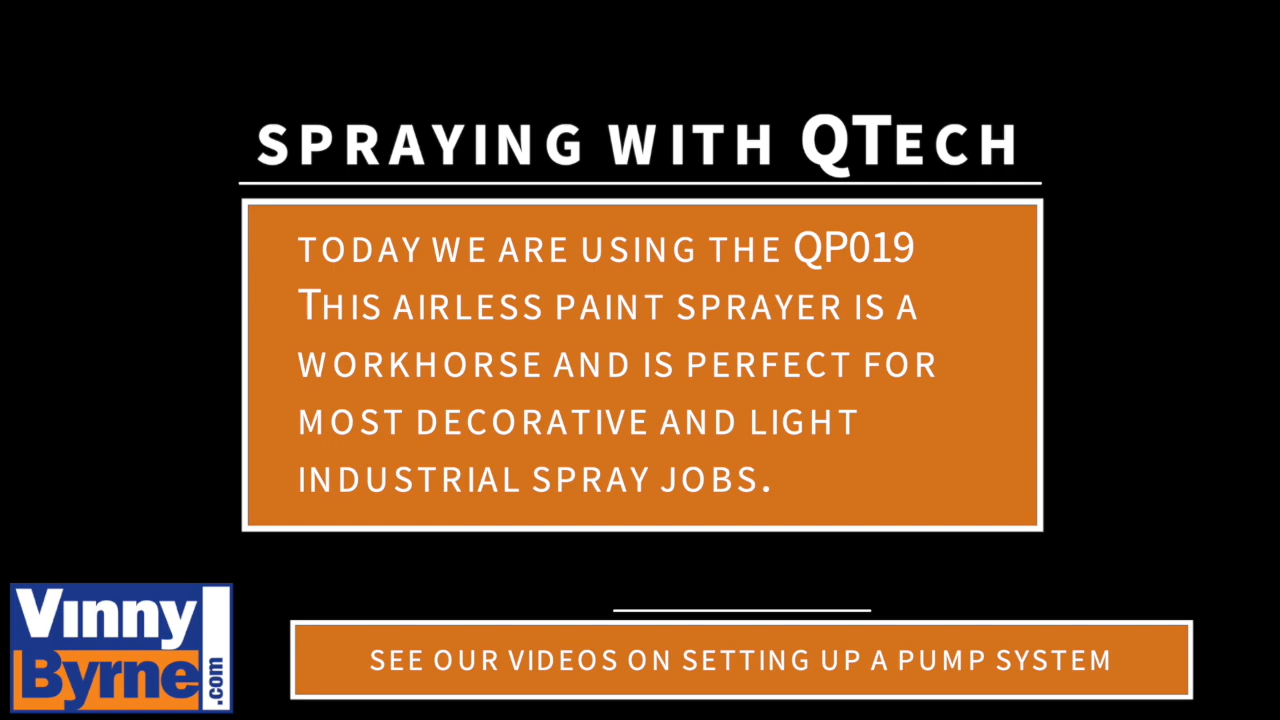 SPRAYING WITH QTECH
TODAY WE ARE USING THE QP019
THIS AIRLESS PAINT SPRAYER IS A
WORKHORSE AND IS PERFECT FOR
MOST DECORATIVE AND LIGHT
INDUSTRIAL SPRAY JOBS.
SEE OUR VIDEOS ON SETTING UP A PUMP SYSTEM
Vinny
Byrne
.com